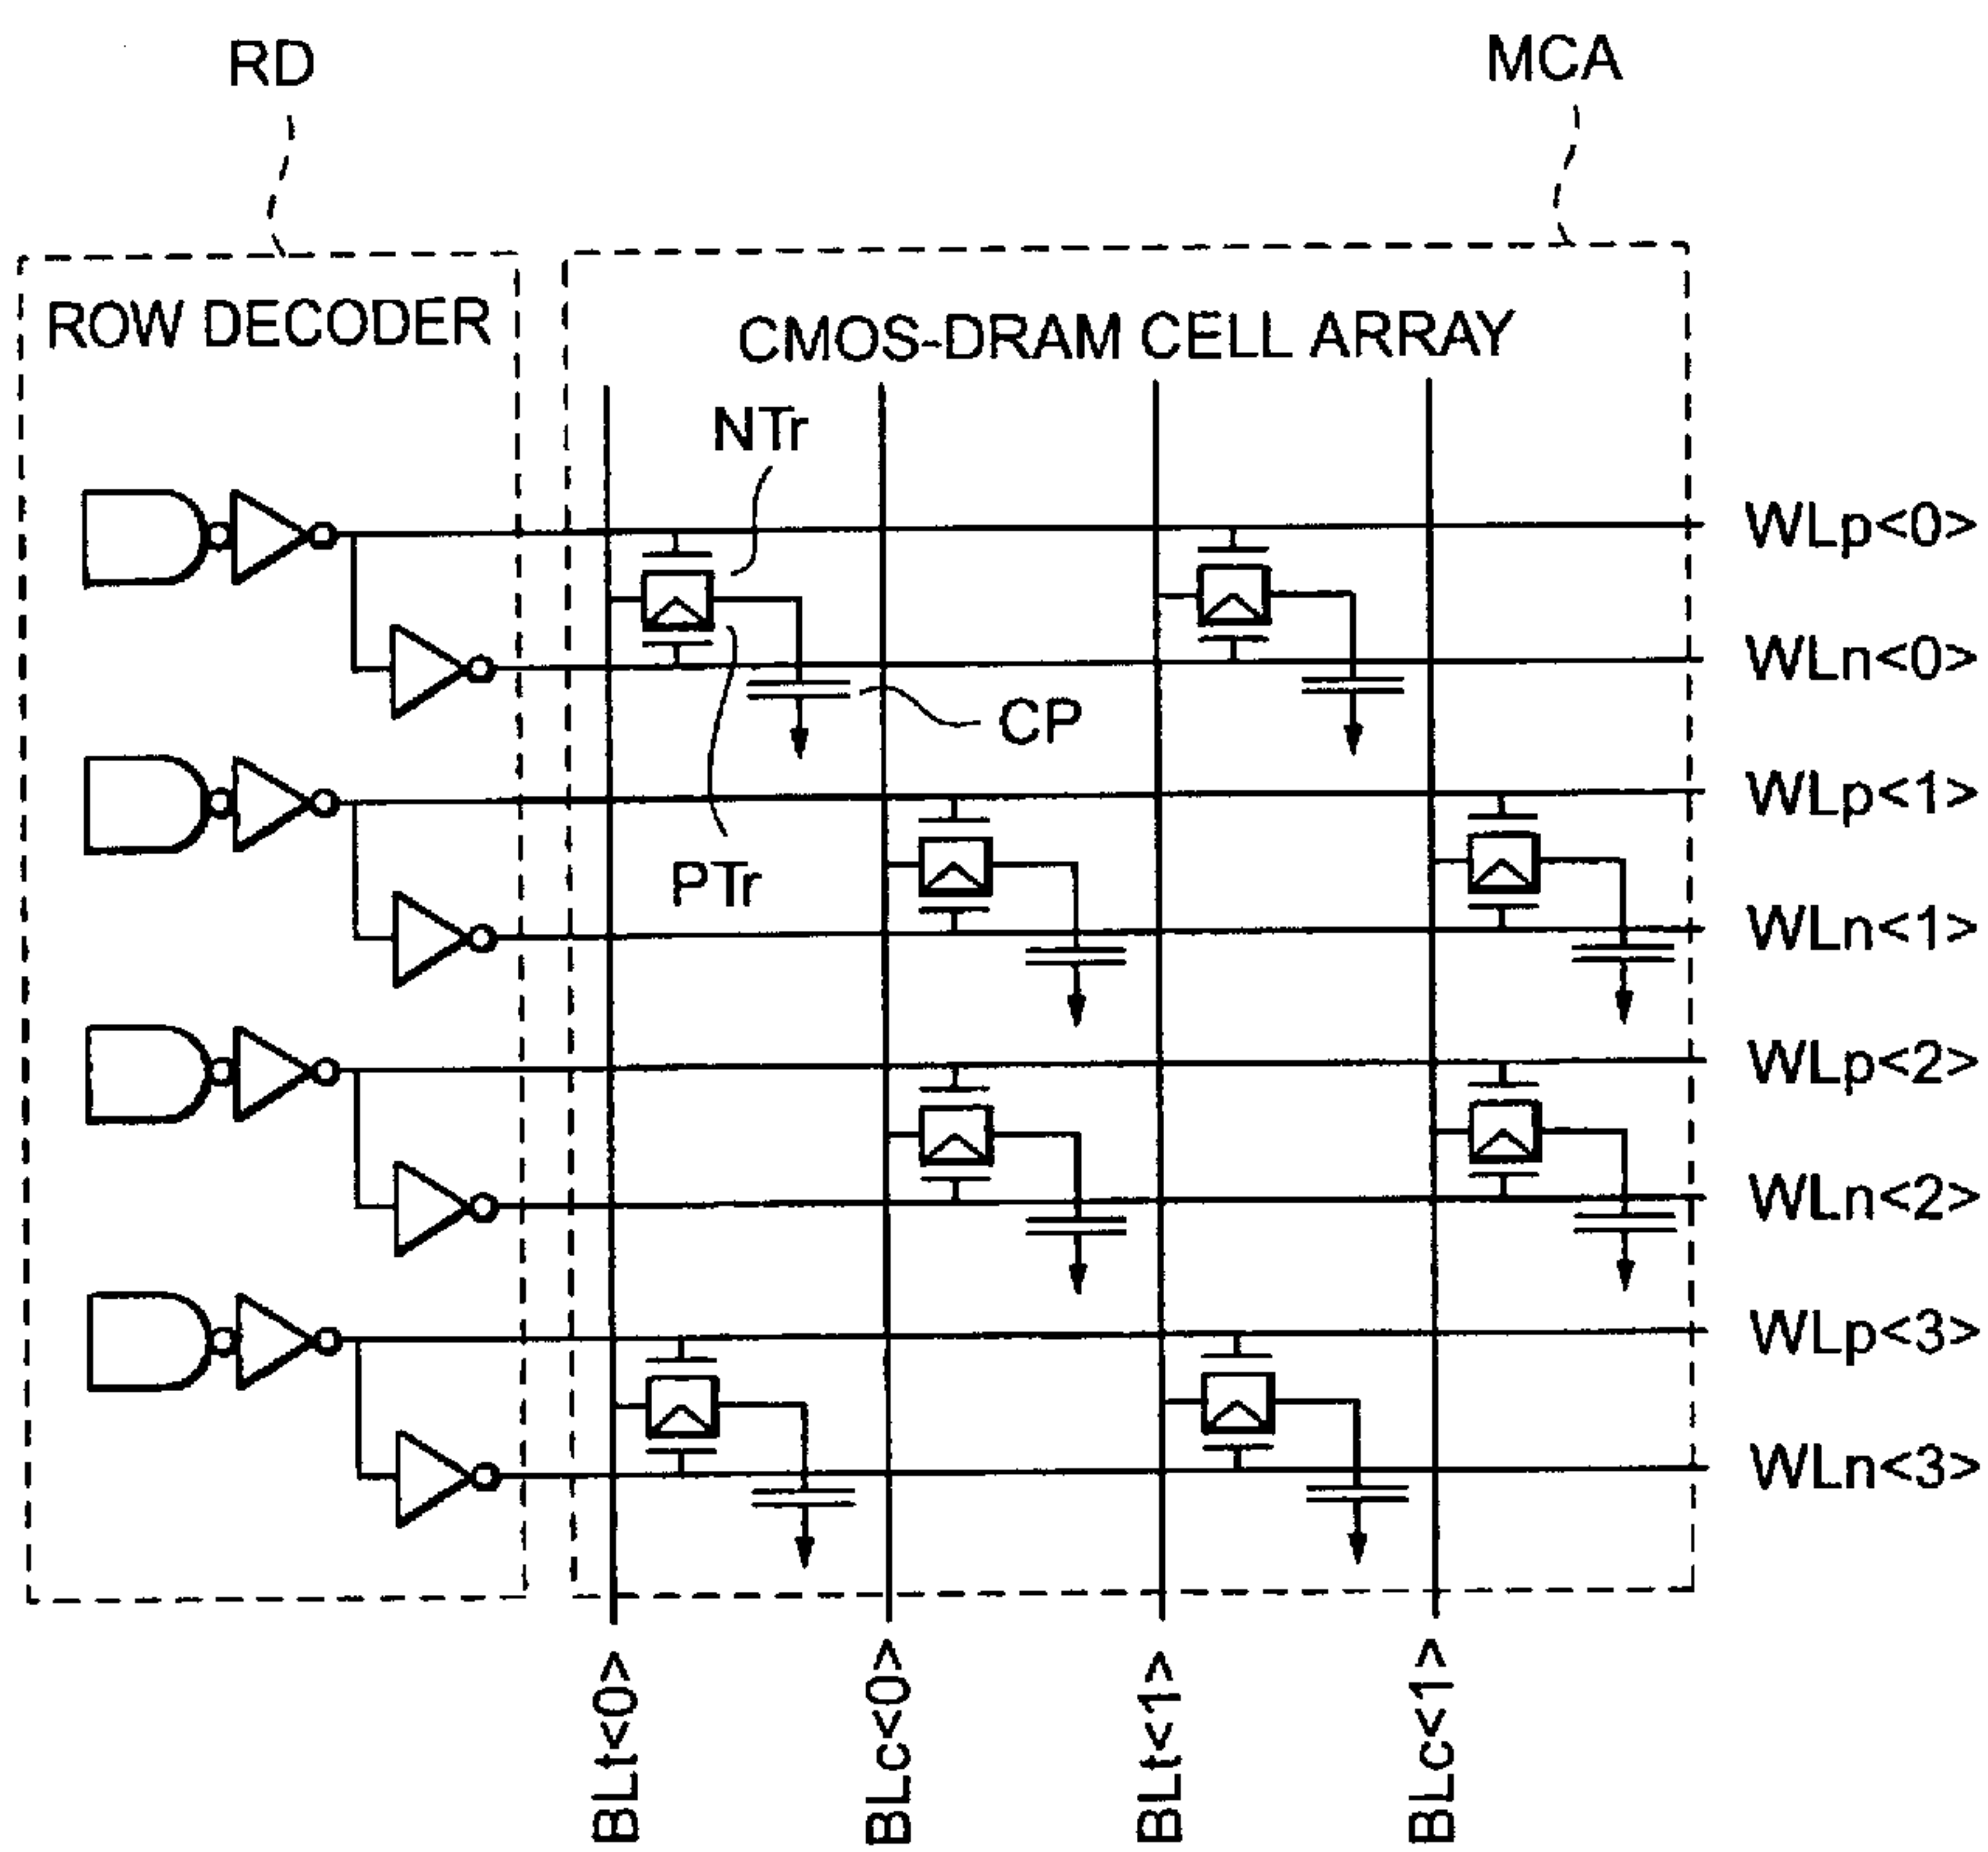 RD
MCA
ROW DECODER
CMOS-DRAM CELL ARRAY
NTr
WLp<0>
WLn<0>
CP
WLp<1>
PTr
WLn<1>
WLp<2>
WLn<2>
WLp<3>
WLn<3>
BLt<0>
BLc<0>
BLt<1>
BLc<1>